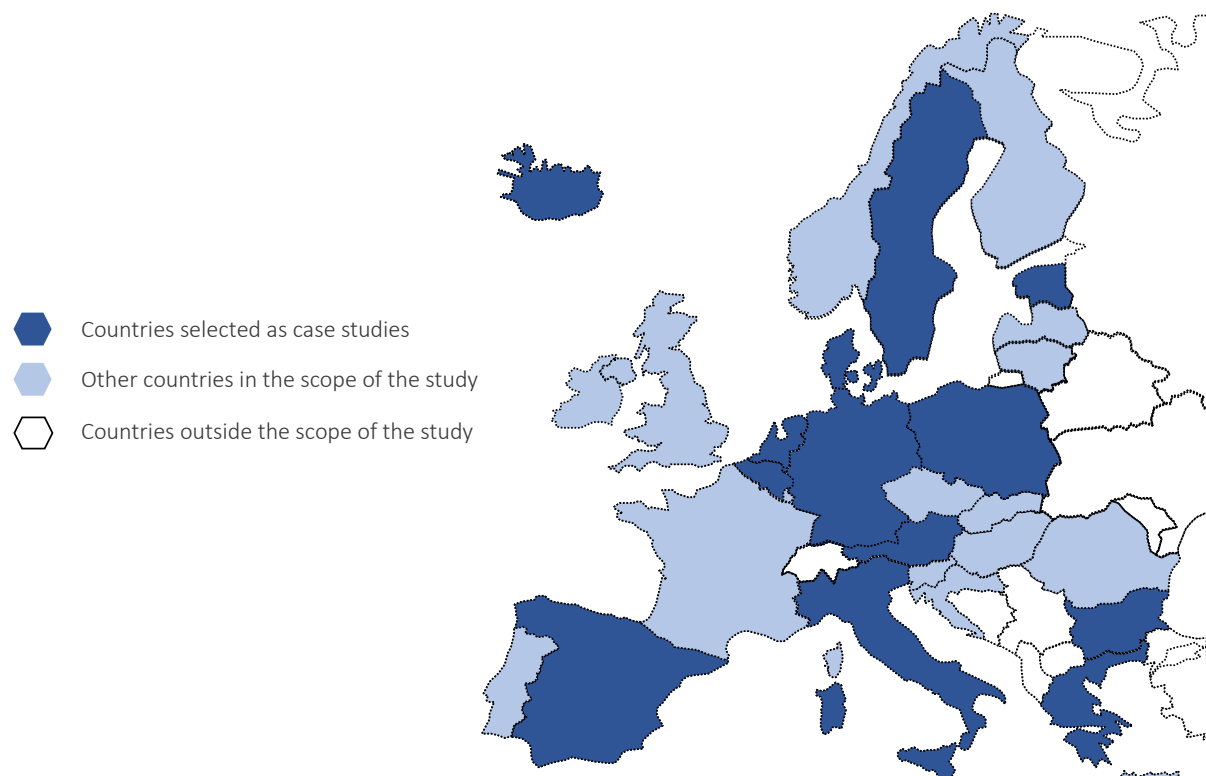 Countries selected as case studies
Other countries in the scope of the study
Countries outside the scope of the study